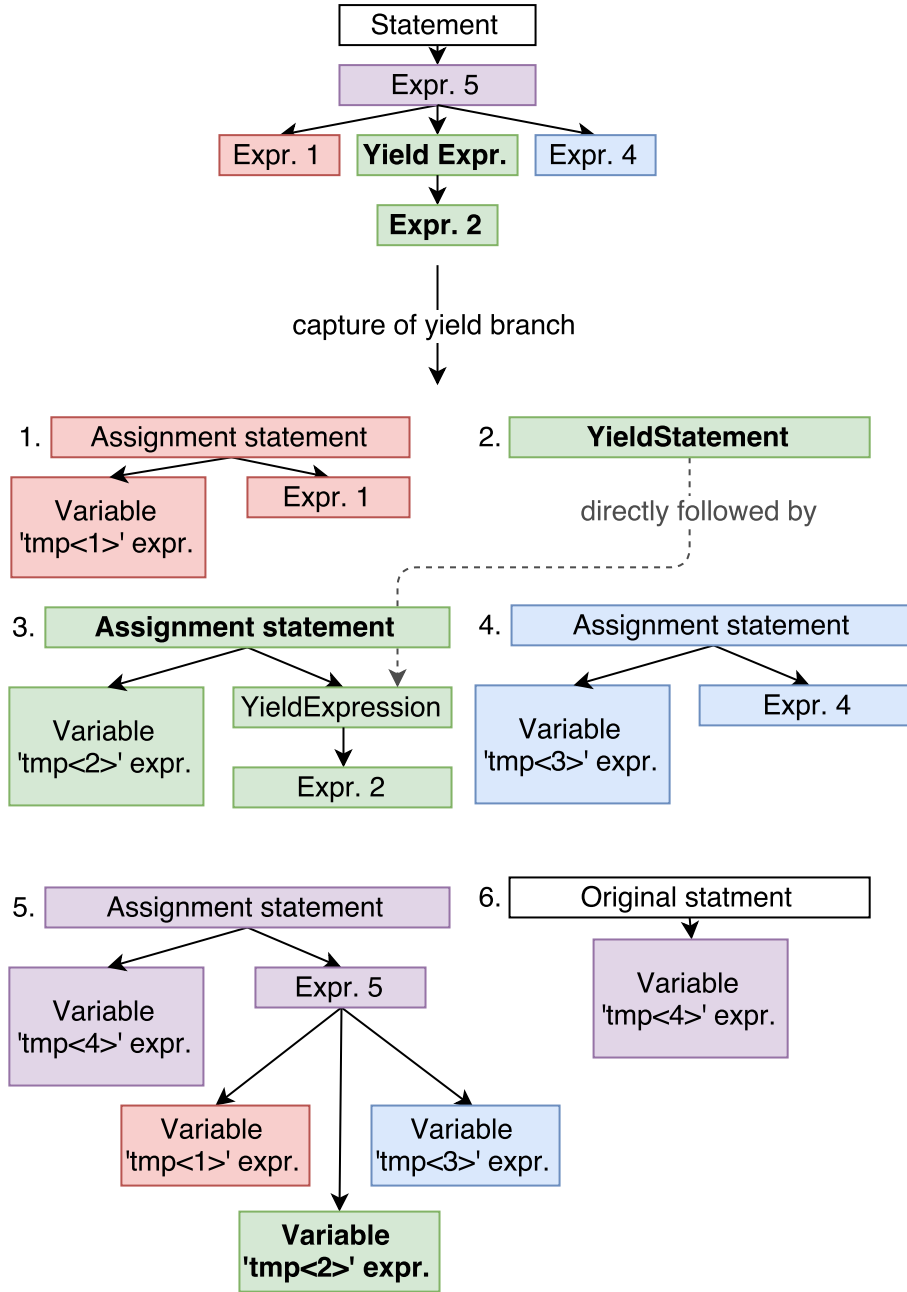 Statement
Expr. 5
Expr. 1
Yield Expr.
Expr. 4
Expr. 2
capture of yield branch
1.
Assignment statement
Variable
'tmp<1>' expr.
Expr. 1
2.
YieldStatement
directly followed by
3.
Assignment statement
Variable
'tmp<2>' expr.
YieldExpression
Expr. 2
4.
Assignment statement
Variable
'tmp<3>' expr.
Expr. 4
5.
Assignment statement
Variable
'tmp<4>' expr.
Expr. 5
Variable
'tmp<1>' expr.
Variable
'tmp<3>' expr.
Variable
'tmp<2>' expr.
6.
Original statment
Variable
'tmp<4>' expr.